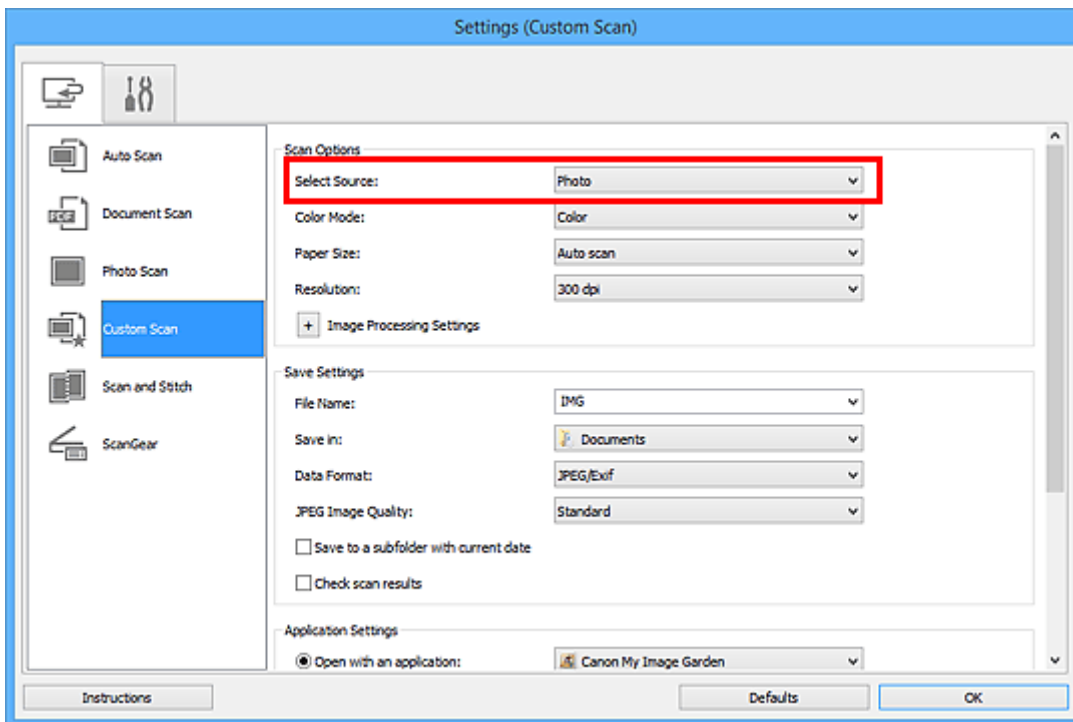 Settings (Custom Scan)
Auto Scan
Document Scan
Photo Scan
Custom Scan
Scan and Stitch
ScanGear
Scan Options
Select Source: Photo
Color Mode: Color
Paper Size: Auto scan
Resolution: 300 dpi
+ Image Processing Settings
Save Settings
File Name: IMG
Save in: Documents
Data Format: JPEG/Exif
JPEG Image Quality: Standard
Save to a subfolder with current date
Check scan results
Application Settings
Open with an application: Canon My Image Garden
Instructions Defaults OK